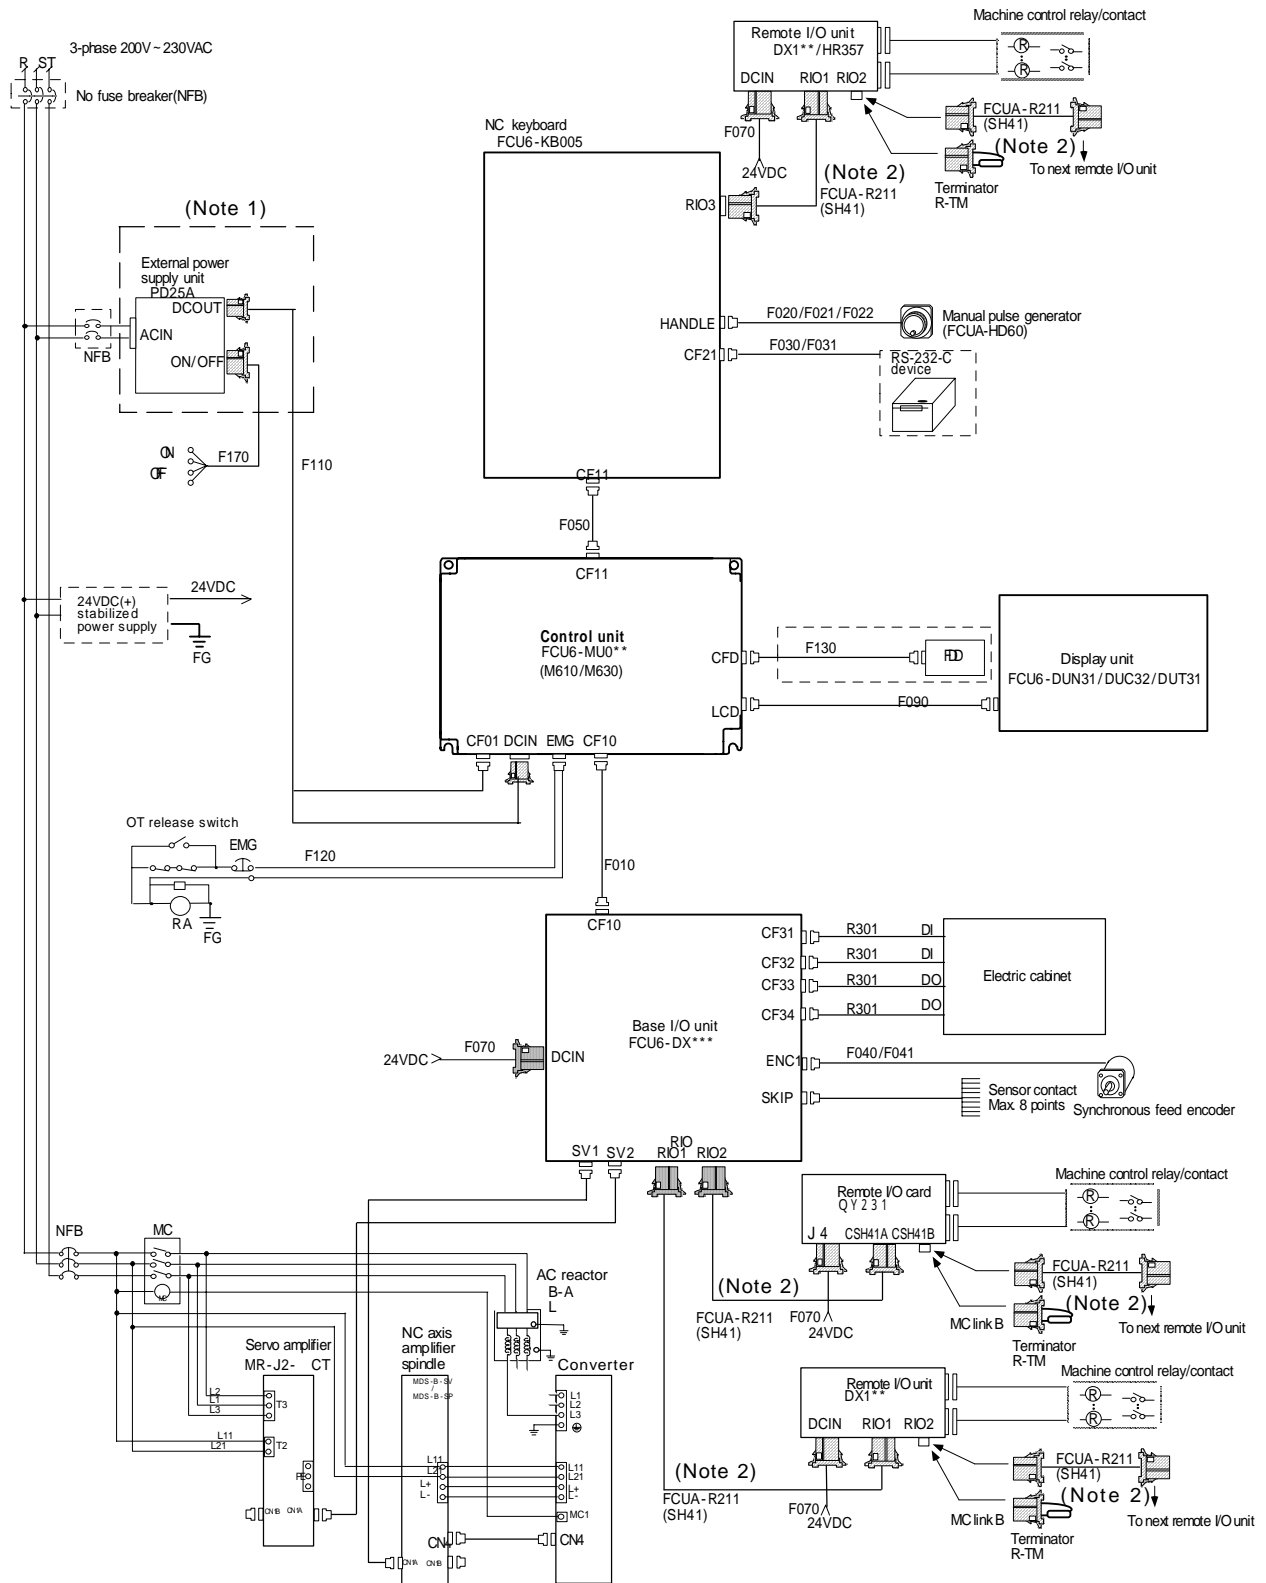 3-phase 200V~230VAC
R ST
No fuse breaker(NFB)
Remote I/O unit
DX1**/HR357
DCIN RIO1 RIO2
Machine control relay/contact
R
R
FCUA-R211
(SH41)
(Note 2)
To next remote I/O unit
Terminator
R-TM
F070
24VDC
(Note 2)
FCUA-R211
(SH41)
NC keyboard
FCU6-KB005
RIO3
HANDLE
F020/F021/F022
Manual pulse generator
(FCUA-HD60)
CF21
F030/F031
RS-232-C
device
CF11
(Note 1)
External power
supply unit
PD25A
DCOUT
ACIN
ON/OFF
NFB
ON
OFF
F170
F110
F050
CF11
Control unit
FCU6-MU0**
(M610/M630)
CFD
F130
FDD
LCD
F090
Display unit
FCU6-DUN31/DUC32/DUT31
CF01 DCIN EMG CF10
24VDC(+)
stabilized
power supply
24VDC
FG
OT release switch
EMG
F120
RA
FG
F010
CF10
CF31 R301 DI
CF32 R301 DI
CF33 R301 DO
CF34 R301 DO
Electric cabinet
Base I/O unit
FCU6-DX***
24VDC
F070
DCIN
ENC1
F040/F041
Synchronous feed encoder
SKIP
Sensor contact
Max. 8 points
RIO
SV1 SV2 RIO1 RIO2
Remote I/O card
QY231
J4 CSH41A CSH41B
Machine control relay/contact
R
R
FCUA-R211
(SH41)
(Note 2)
To next remote I/O unit
MC link B
Terminator
R-TM
(Note 2)
FCUA-R211
(SH41)
F070
24VDC
Remote I/O unit
DX1**
DCIN RIO1 RIO2
Machine control relay/contact
R
R
FCUA-R211
(SH41)
(Note 2)
To next remote I/O unit
MC link B
Terminator
R-TM
(Note 2)
FCUA-R211
(SH41)
F070
24VDC
NFB
MC
MC
AC reactor
B-A
L
Servo amplifier
MR-J2- CT
L2
L1
L3
T3
L11
L21
T2
PE
CN1B CN1A
NC axis
amplifier
spindle
MDS-B-SV
/
MDS-B-SP
L11
L2
L+
L-
CN4
CN1A CN1B
Converter
L1
L2
L3
L11
L21
L+
L-
MC1
CN4